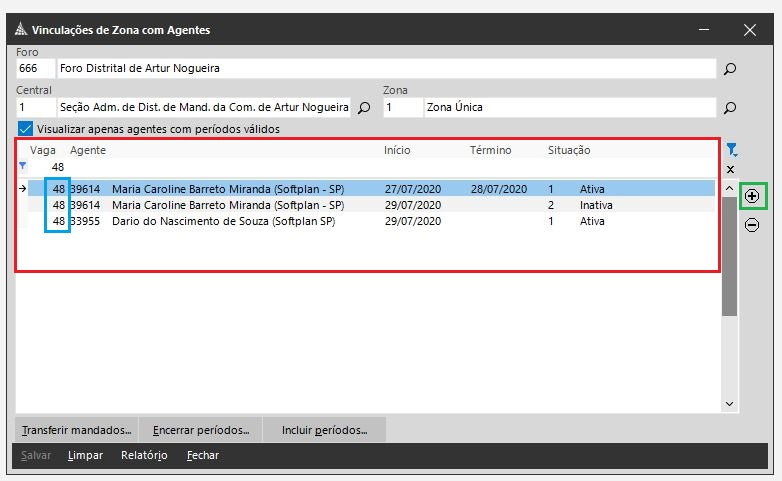 Vinculações de Zona com Agentes
Foro
666 Foro Distrital de Artur Nogueira
Central Zona
1 Seção Adm. de Dist. de Mand. da Com. de Artur Nogueira 1 Zona Única
Visualizar apenas agentes com períodos válidos
Vaga Agente Início Término Situação
48
48 39614 Maria Caroline Barreto Miranda (Softplan - SP) 27/07/2020 28/07/2020 1 Ativa
48 39614 Maria Caroline Barreto Miranda (Softplan - SP) 29/07/2020 2 Inativa
48 33955 Dario do Nascimento de Souza (Softplan SP) 29/07/2020 1 Ativa
Transferir mandados... Encerrar períodos... Incluir períodos...
Salvar Limpar Relatório Fechar